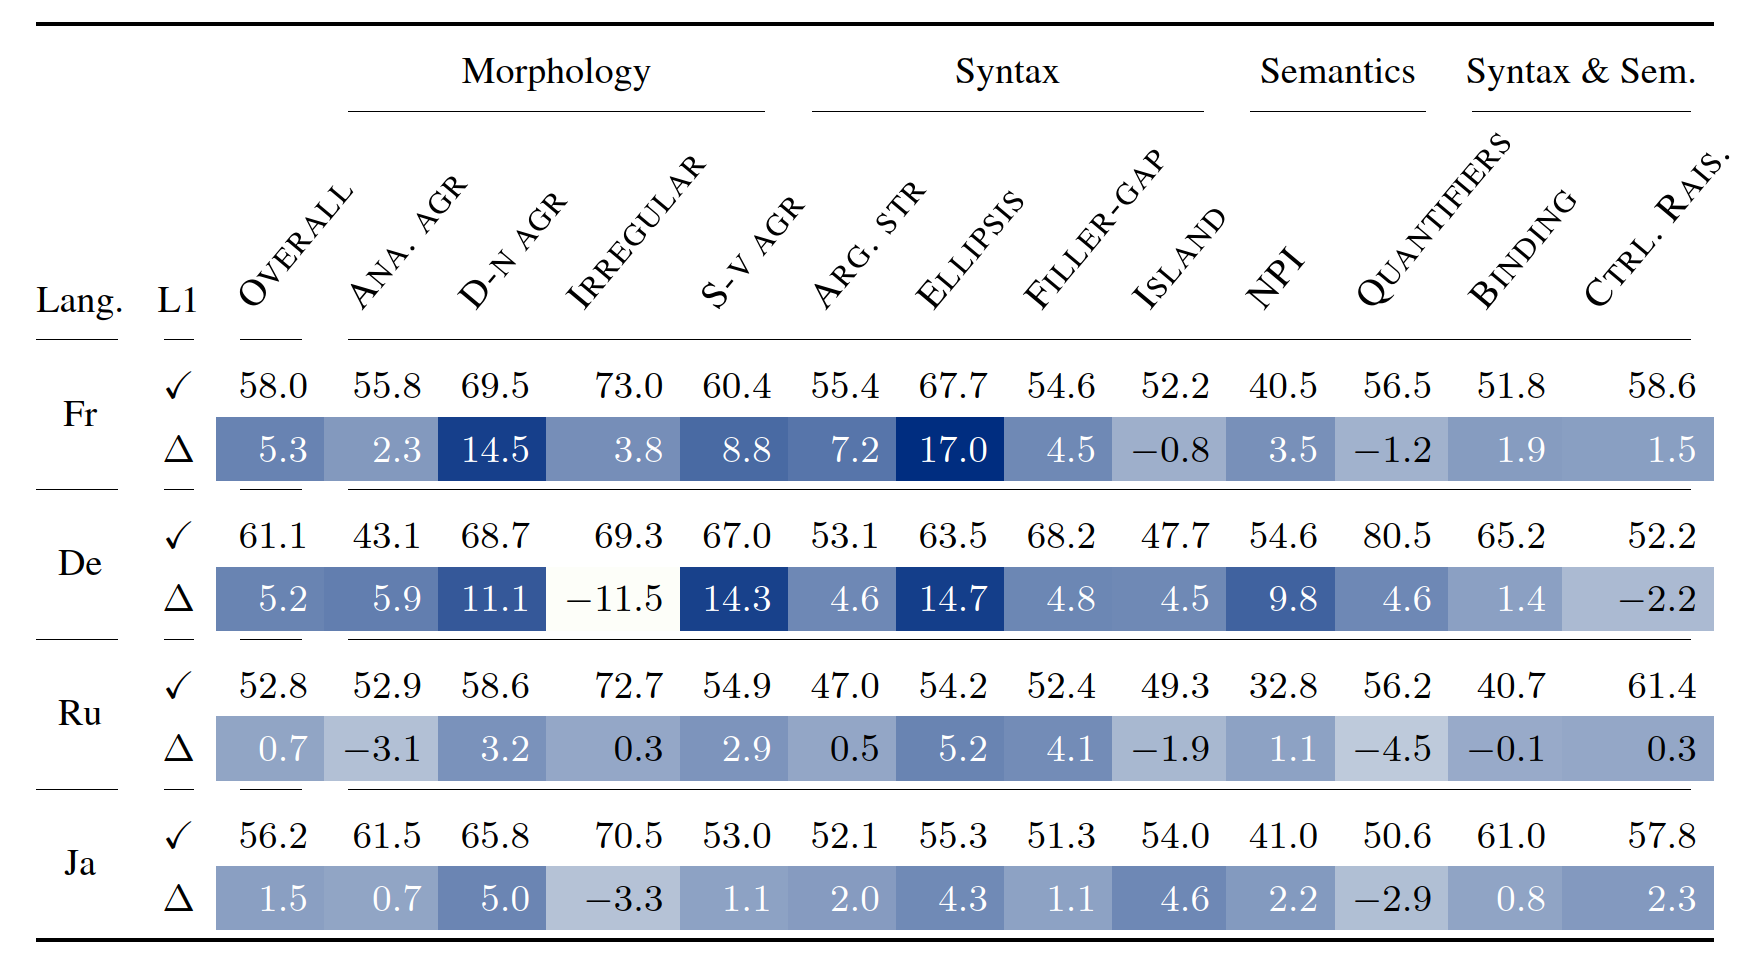 Morphology Syntax Semantics Syntax & Sem.
Lang. L1 OVERALL ANA. AGR D-N AGR IRREGULAR S-V AGR ARG. STR ELLIPSIS FILLER-GAP ISLAND NPI QUANTIFIERS BINDING CTRL. RAIS.
Fr
✓ 58.0 55.8 69.5 73.0 60.4 55.4 67.7 54.6 52.2 40.5 56.5 51.8 58.6
Δ 5.3 2.3 14.5 3.8 8.8 7.2 17.0 4.5 −0.8 3.5 −1.2 1.9 1.5
De
✓ 61.1 43.1 68.7 69.3 67.0 53.1 63.5 68.2 47.7 54.6 80.5 65.2 52.2
Δ 5.2 5.9 11.1 −11.5 14.3 4.6 14.7 4.8 4.5 9.8 4.6 1.4 −2.2
Ru
✓ 52.8 52.9 58.6 72.7 54.9 47.0 54.2 52.4 49.3 32.8 56.2 40.7 61.4
Δ 0.7 −3.1 3.2 0.3 2.9 0.5 5.2 4.1 −1.9 1.1 −4.5 −0.1 0.3
Ja
✓ 56.2 61.5 65.8 70.5 53.0 52.1 55.3 51.3 54.0 41.0 50.6 61.0 57.8
Δ 1.5 0.7 5.0 −3.3 1.1 2.0 4.3 1.1 4.6 2.2 −2.9 0.8 2.3